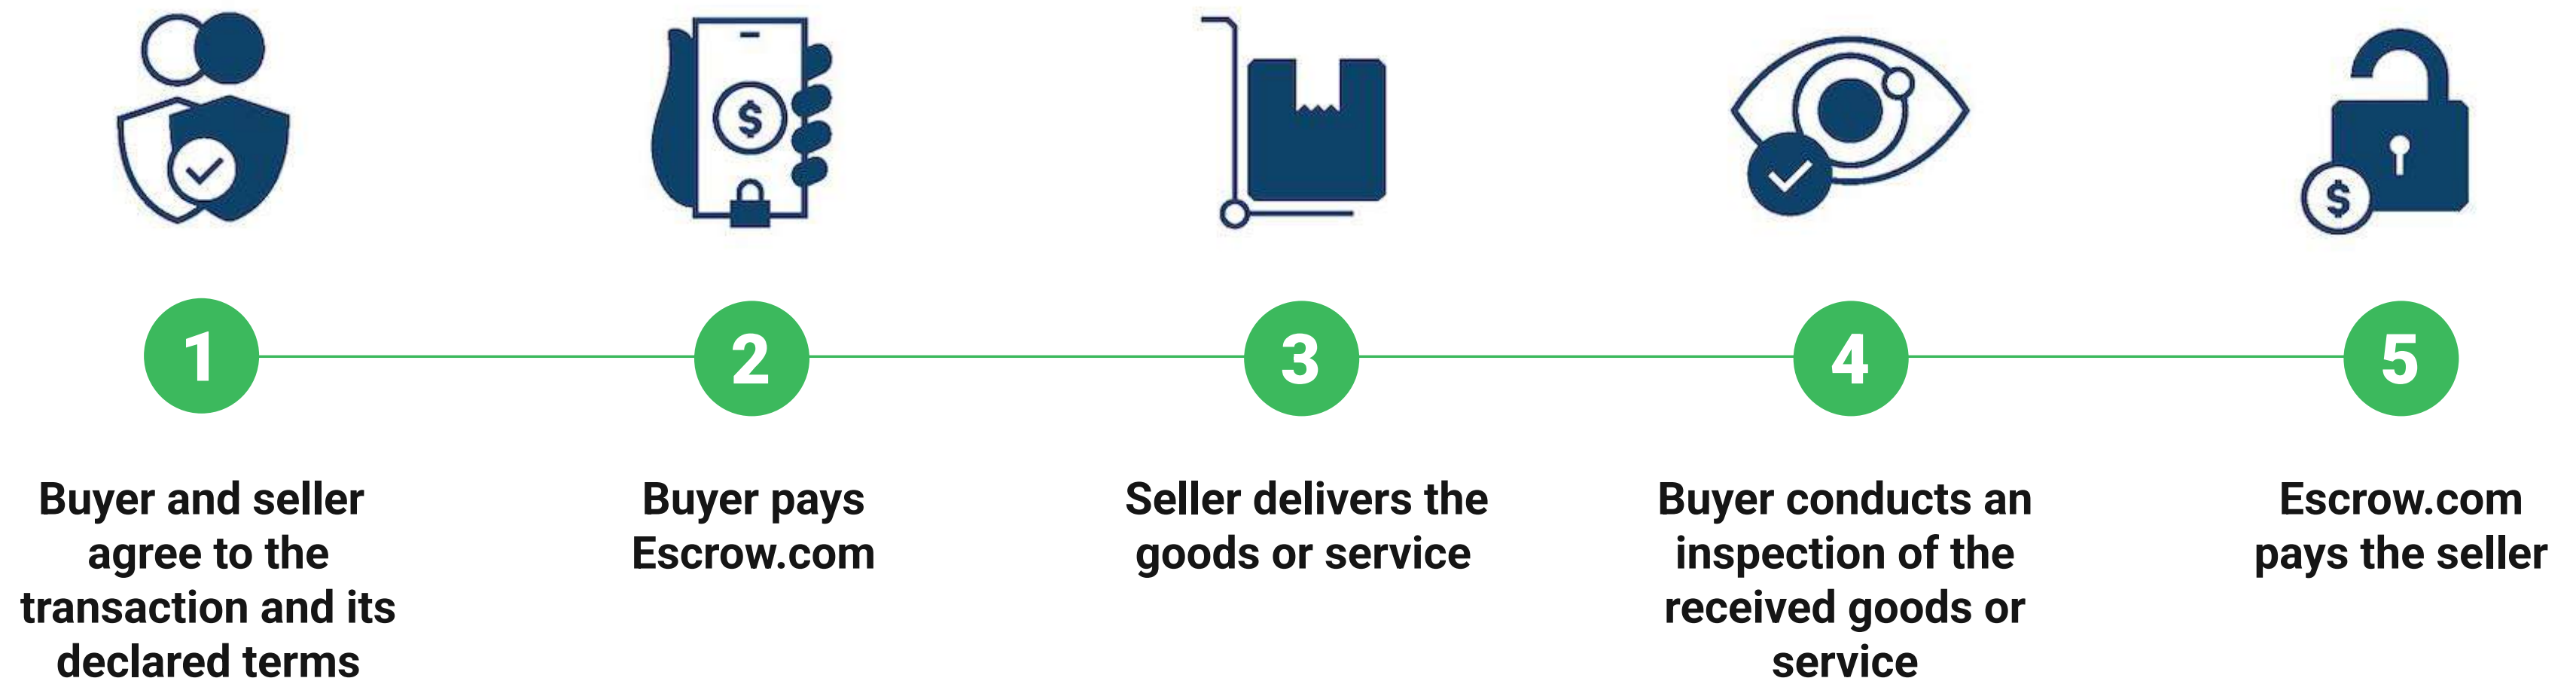 $
$
1
2
3
4
5
Buyer and seller
agree to the
transaction and its
declared terms
Buyer pays
Escrow.com
Seller delivers the
goods or service
Buyer conducts an
inspection of the
received goods or
service
Escrow.com
pays the seller